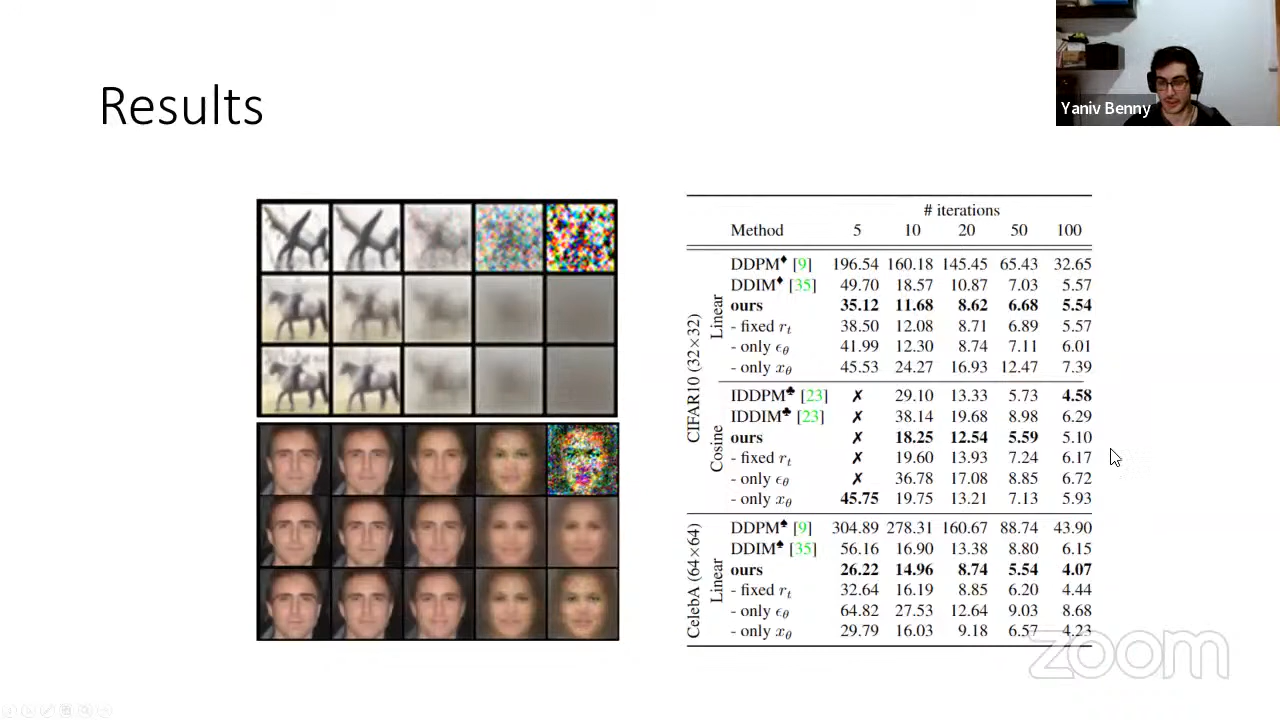 Results
Yaniv Benny
# iterations
Method 5 10 20 50 100
CIFAR10 (32×32)
Linear
DDPM♦ [9] 196.54 160.18 145.45 65.43 32.65
DDIM♦ [35] 49.70 18.57 10.87 7.03 5.57
ours 35.12 11.68 8.62 6.68 5.54
- fixed rₜ 38.50 12.08 8.71 6.89 5.57
- only ϵ_θ 41.99 12.30 8.74 7.11 6.01
- only x_θ 45.53 24.27 16.93 12.47 7.39
Cosine
IDDPM♣ [23] ✗ 29.10 13.33 5.73 4.58
IDDIM♣ [23] ✗ 38.14 19.68 8.98 6.29
ours ✗ 18.25 12.54 5.59 5.10
- fixed rₜ ✗ 19.60 13.93 7.24 6.17
- only ϵ_θ ✗ 36.78 17.08 8.85 6.72
- only x_θ 45.75 19.75 13.21 7.13 5.93
CelebA (64×64)
Linear
DDPM♠ [9] 304.89 278.31 160.67 88.74 43.90
DDIM♠ [35] 56.16 16.90 13.38 8.80 6.15
ours 26.22 14.96 8.74 5.54 4.07
- fixed rₜ 32.64 16.19 8.85 6.20 4.44
- only ϵ_θ 64.82 27.53 12.64 9.03 8.68
- only x_θ 29.79 16.03 9.18 6.57 4.23
zoom